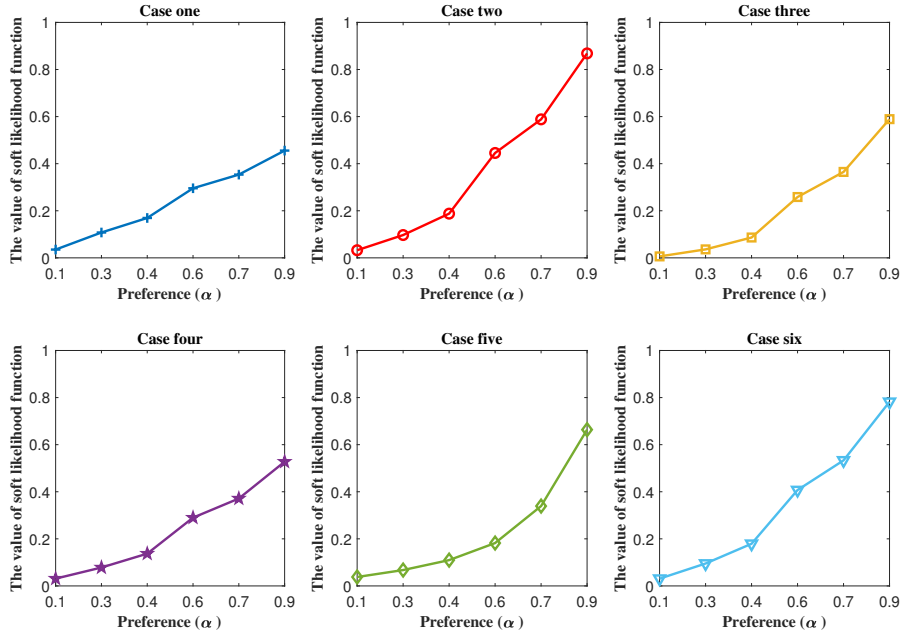 Case one
The value of soft likelihood function
1
0.8
0.6
0.4
0.2
0
0.1 0.3 0.4 0.6 0.7 0.9
Preference (α )
Case two
The value of soft likelihood function
1
0.8
0.6
0.4
0.2
0
0.1 0.3 0.4 0.6 0.7 0.9
Preference (α )
Case three
The value of soft likelihood function
1
0.8
0.6
0.4
0.2
0
0.1 0.3 0.4 0.6 0.7 0.9
Preference (α )
Case four
The value of soft likelihood function
1
0.8
0.6
0.4
0.2
0
0.1 0.3 0.4 0.6 0.7 0.9
Preference (α )
Case five
The value of soft likelihood function
1
0.8
0.6
0.4
0.2
0
0.1 0.3 0.4 0.6 0.7 0.9
Preference (α )
Case six
The value of soft likelihood function
1
0.8
0.6
0.4
0.2
0
0.1 0.3 0.4 0.6 0.7 0.9
Preference (α )